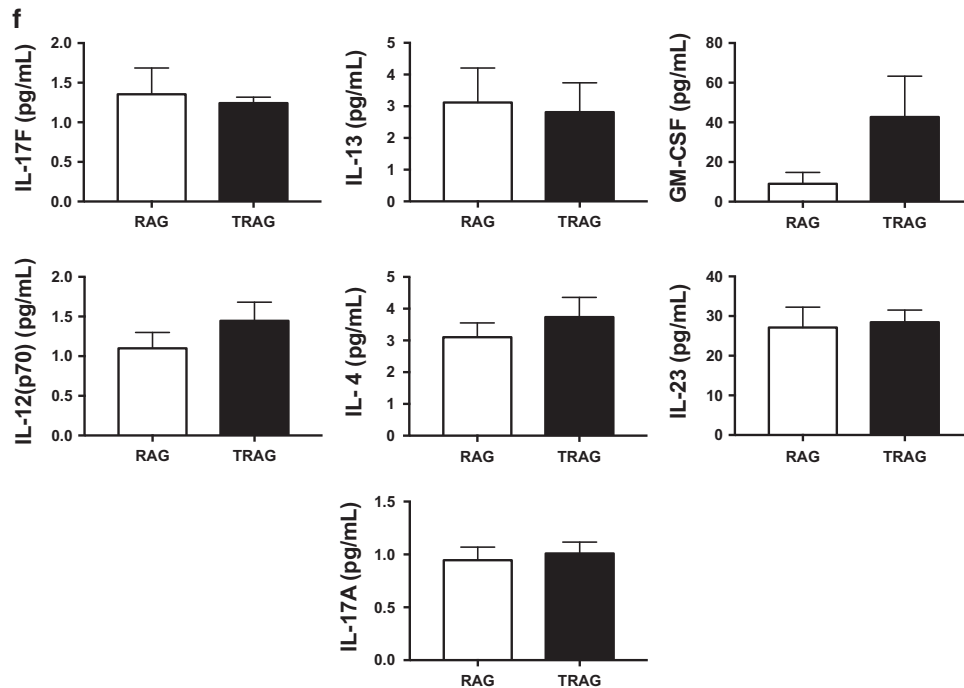 f
IL-17F (pg/mL)
2.0
1.5
1.0
0.5
0.0
RAG TRAG
IL-13 (pg/mL)
5
4
3
2
1
0
RAG TRAG
GM-CSF (pg/mL)
80
60
40
20
0
RAG TRAG
IL-12(p70) (pg/mL)
2.0
1.5
1.0
0.5
0.0
RAG TRAG
IL- 4 (pg/mL)
5
4
3
2
1
0
RAG TRAG
IL-23 (pg/mL)
40
30
20
10
0
RAG TRAG
IL-17A (pg/mL)
1.5
1.0
0.5
0.0
RAG TRAG